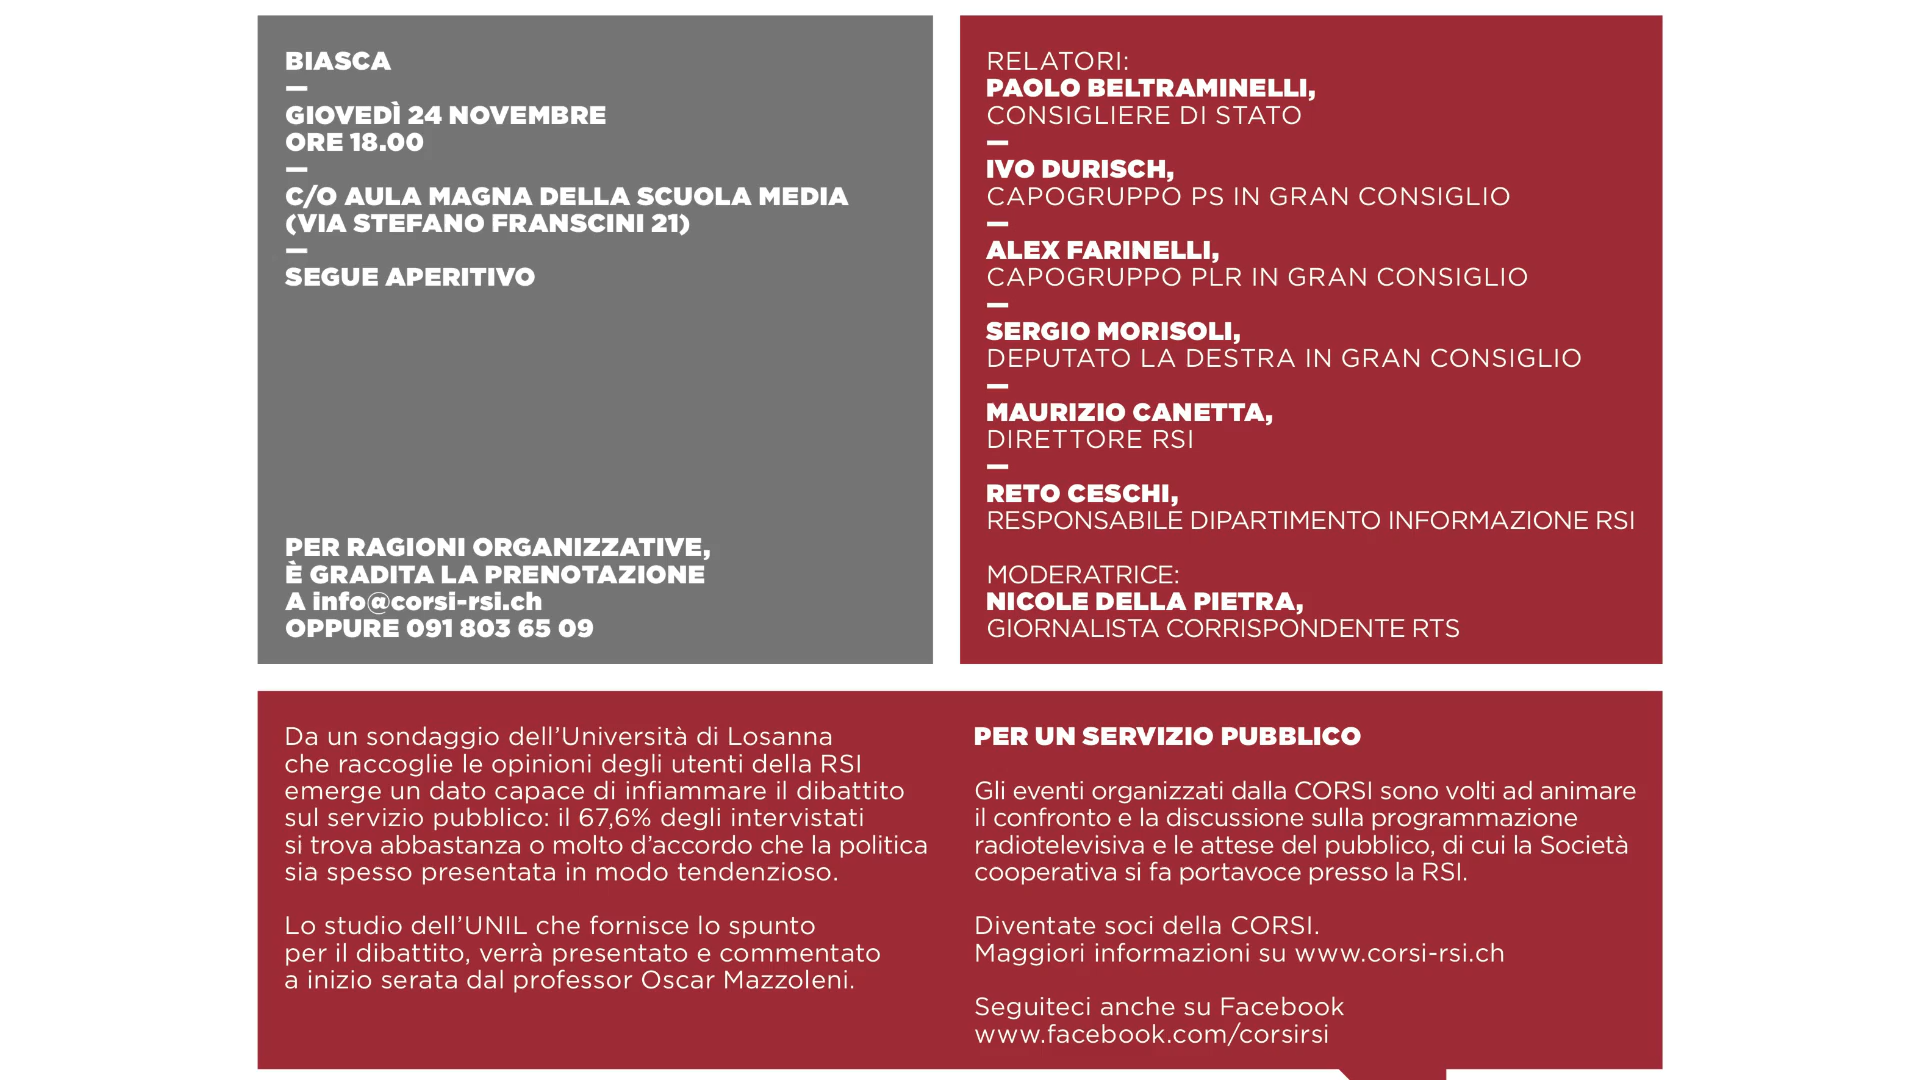 BIASCA
—
GIOVEDÌ 24 NOVEMBRE
ORE 18.00
—
C/O AULA MAGNA DELLA SCUOLA MEDIA
(VIA STEFANO FRANSCINI 21)
—
SEGUE APERITIVO
PER RAGIONI ORGANIZZATIVE,
È GRADITA LA PRENOTAZIONE
A info@corsi-rsi.ch
OPPURE 091 803 65 09
RELATORI:
PAOLO BELTRAMINELLI,
CONSIGLIERE DI STATO
—
IVO DURISCH,
CAPOGRUPPO PS IN GRAN CONSIGLIO
—
ALEX FARINELLI,
CAPOGRUPPO PLR IN GRAN CONSIGLIO
—
SERGIO MORISOLI,
DEPUTATO LA DESTRA IN GRAN CONSIGLIO
—
MAURIZIO CANETTA,
DIRETTORE RSI
—
RETO CESCHI,
RESPONSABILE DIPARTIMENTO INFORMAZIONE RSI
MODERATRICE:
NICOLE DELLA PIETRA,
GIORNALISTA CORRISPONDENTE RTS
Da un sondaggio dell’Università di Losanna
che raccoglie le opinioni degli utenti della RSI
emerge un dato capace di infiammare il dibattito
sul servizio pubblico: il 67,6% degli intervistati
si trova abbastanza o molto d’accordo che la politica
sia spesso presentata in modo tendenzioso.
Lo studio dell’UNIL che fornisce lo spunto
per il dibattito, verrà presentato e commentato
a inizio serata dal professor Oscar Mazzoleni.
PER UN SERVIZIO PUBBLICO
Gli eventi organizzati dalla CORSI sono volti ad animare
il confronto e la discussione sulla programmazione
radiotelevisiva e le attese del pubblico, di cui la Società
cooperativa si fa portavoce presso la RSI.
Diventate soci della CORSI.
Maggiori informazioni su www.corsi-rsi.ch
Seguiteci anche su Facebook
www.facebook.com/corsirsi